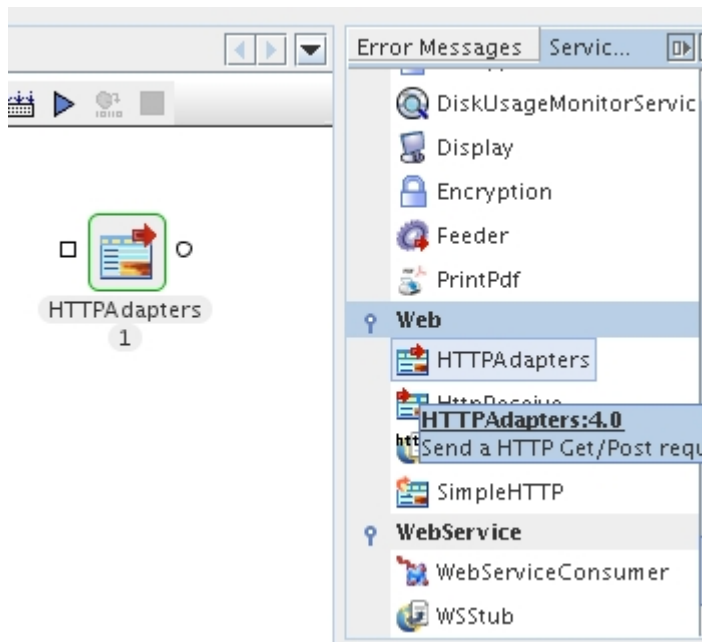 Error Messages Servic...
DiskUsageMonitorServic
Display
Encryption
Feeder
PrintPdf
Web
HTTPAdapters
HTTPAdapters:4.0
Send a HTTP Get/Post requ
SimpleHTTP
WebService
WebServiceConsumer
WSStub
HTTPAdapters
1